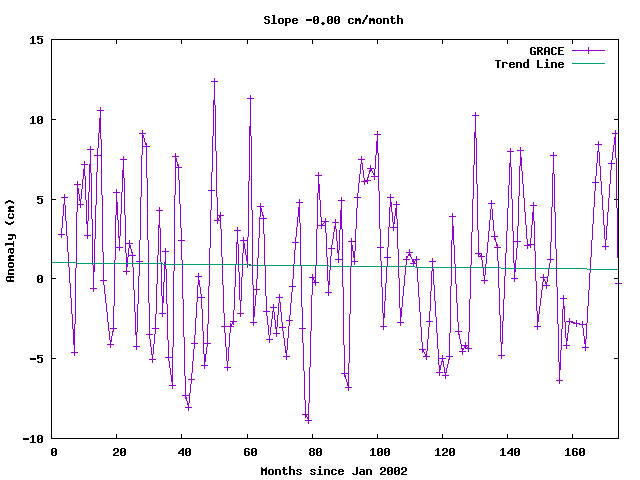 Slope -0.00 cm/month
15
GRACE
Trend Line
10
5
Anomaly (cm)
0
-5
-10
0 20 40 60 80 100 120 140 160
Months since Jan 2002